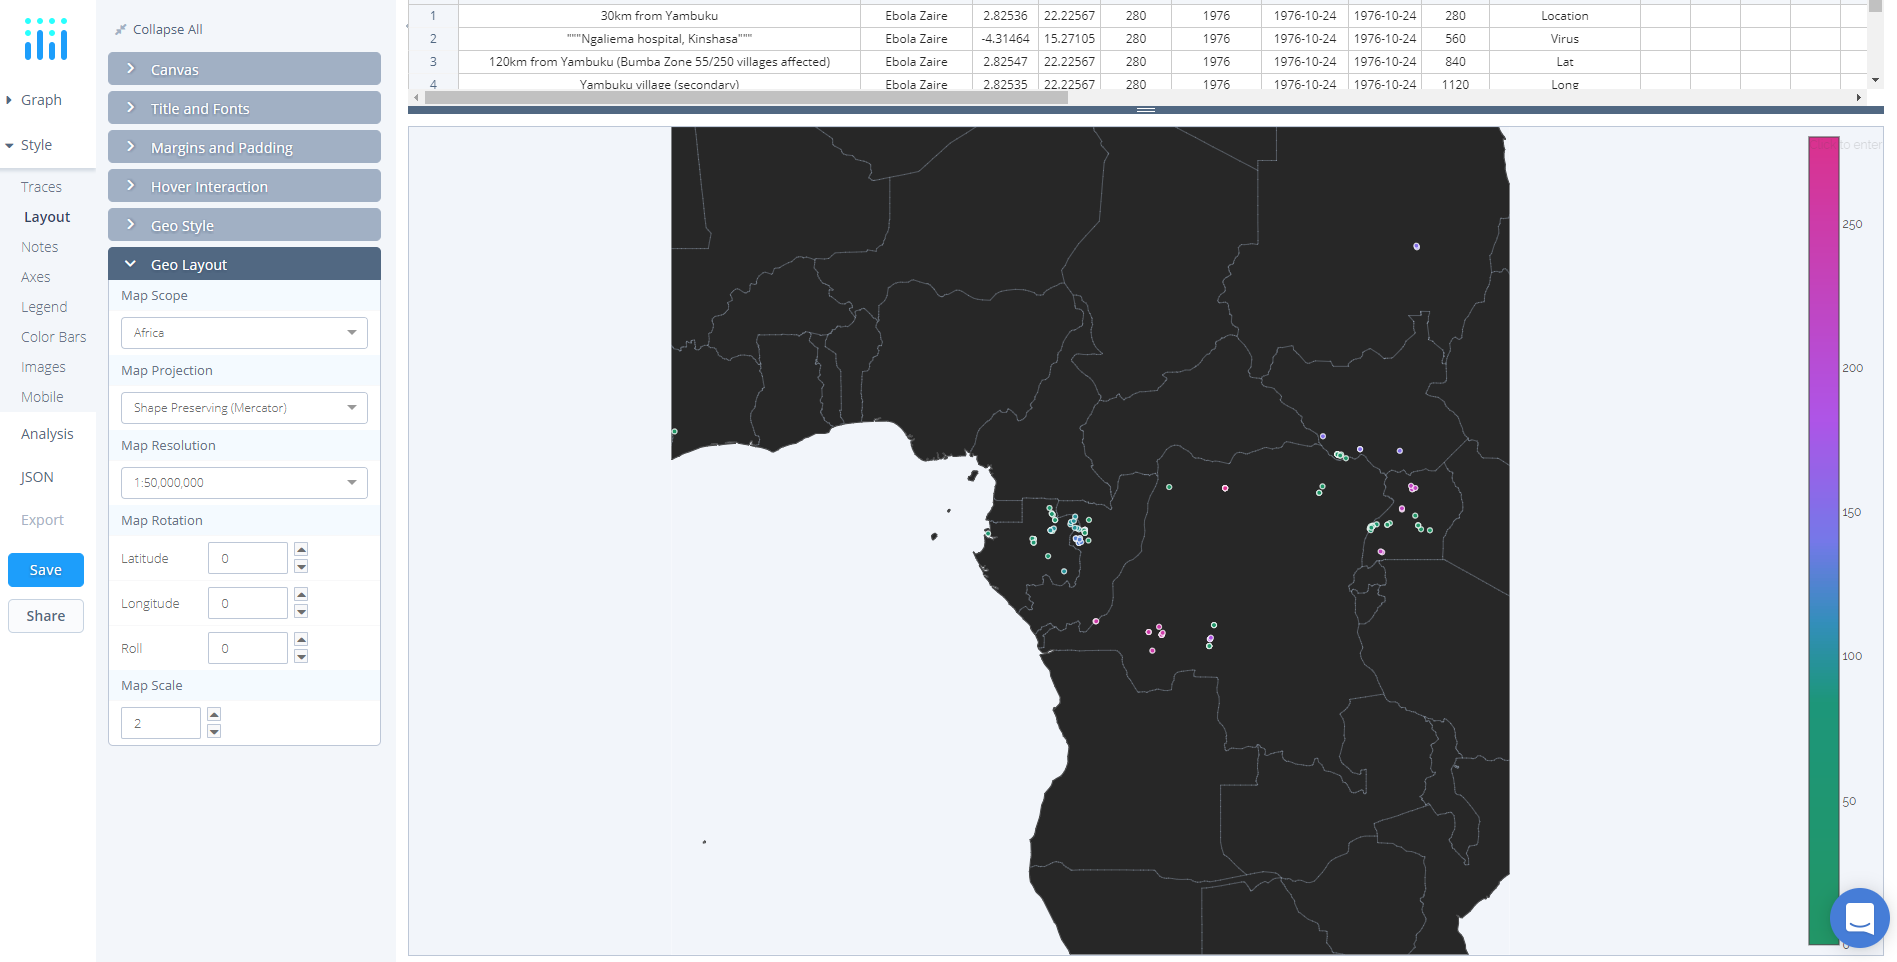 1 30km from Yambuku Ebola Zaire 2.82536 22.22567 280 1976 1976-10-24 1976-10-24 280 Location
2 """Ngaliema hospital, Kinshasa""" Ebola Zaire -4.31464 15.27105 280 1976 1976-10-24 1976-10-24 560 Virus
3 120km from Yambuku (Bumba Zone 55/250 villages affected) Ebola Zaire 2.82547 22.22567 280 1976 1976-10-24 1976-10-24 840 Lat
4 Yambuku village (secondary) Ebola Zaire 2.82535 22.22567 280 1976 1976-10-24 1976-10-24 1120 Long
Graph
Style
Traces
Layout
Notes
Axes
Legend
Color Bars
Images
Mobile
Analysis
JSON
Export
Save
Share
Collapse All
Canvas
Title and Fonts
Margins and Padding
Hover Interaction
Geo Style
Geo Layout
Map Scope
Africa
Map Projection
Shape Preserving (Mercator)
Map Resolution
1:50,000,000
Map Rotation
Latitude 0
Longitude 0
Roll 0
Map Scale
2
to enter
250
200
150
100
50